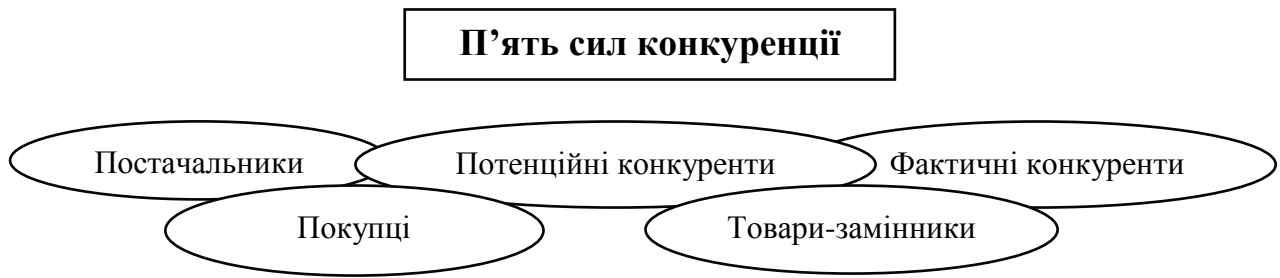 П’ять сил конкуренції
Постачальники
Потенційні конкуренти
Фактичні конкуренти
Покупці
Товари-замінники